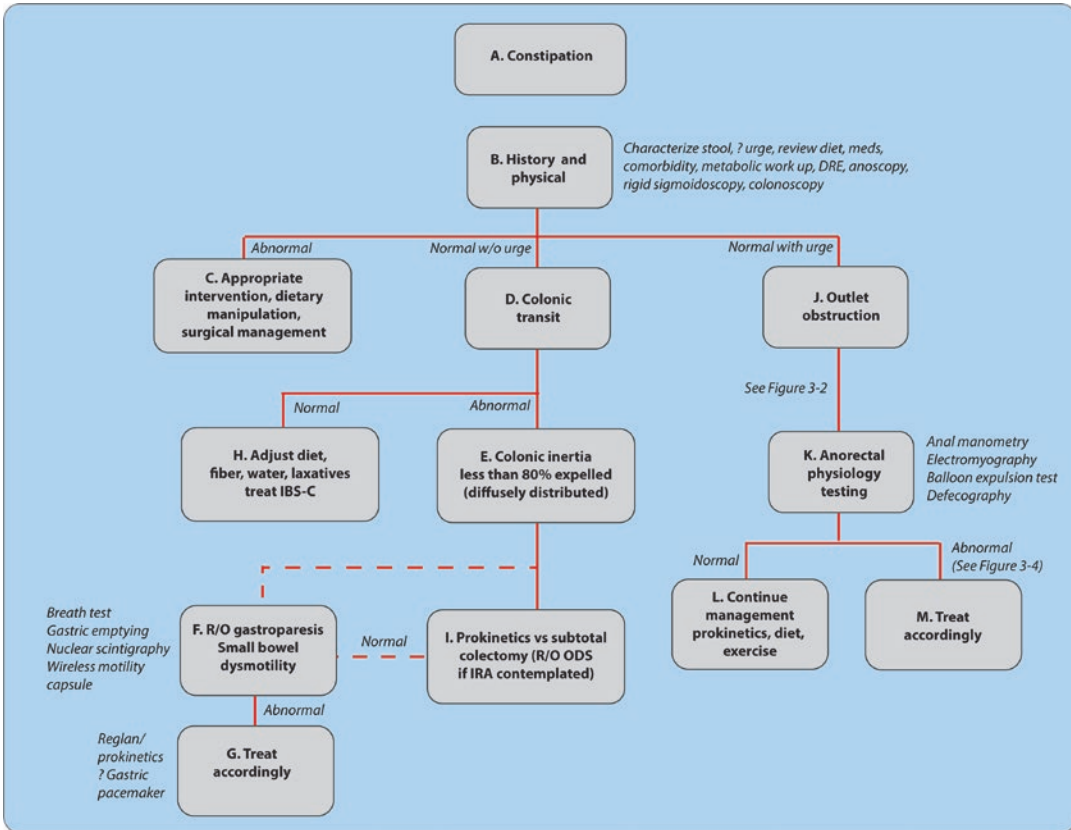 A. Constipation
B. History and
physical
Characterize stool, ? urge, review diet, meds,
comorbidity, metabolic work up, DRE, anoscopy,
rigid sigmoidoscopy, colonoscopy
Abnormal
Normal w/o urge
Normal with urge
C. Appropriate
intervention, dietary
manipulation,
surgical management
D. Colonic
transit
J. Outlet
obstruction
Normal
Abnormal
See Figure 3-2
H. Adjust diet,
fiber, water, laxatives
treat IBS-C
E. Colonic inertia
less than 80% expelled
(diffusely distributed)
K. Anorectal
physiology
testing
Anal manometry
Electromyography
Balloon expulsion test
Defecography
Normal
Abnormal
(See Figure 3-4)
Breath test
Gastric emptying
Nuclear scintigraphy
Wireless motility
capsule
F. R/O gastroparesis
Small bowel
dysmotility
Normal
I. Prokinetics vs subtotal
colectomy (R/O ODS
if IRA contemplated)
L. Continue
management
prokinetics, diet,
exercise
M. Treat
accordingly
Abnormal
Reglan/
prokinetics
? Gastric
pacemaker
G. Treat
accordingly